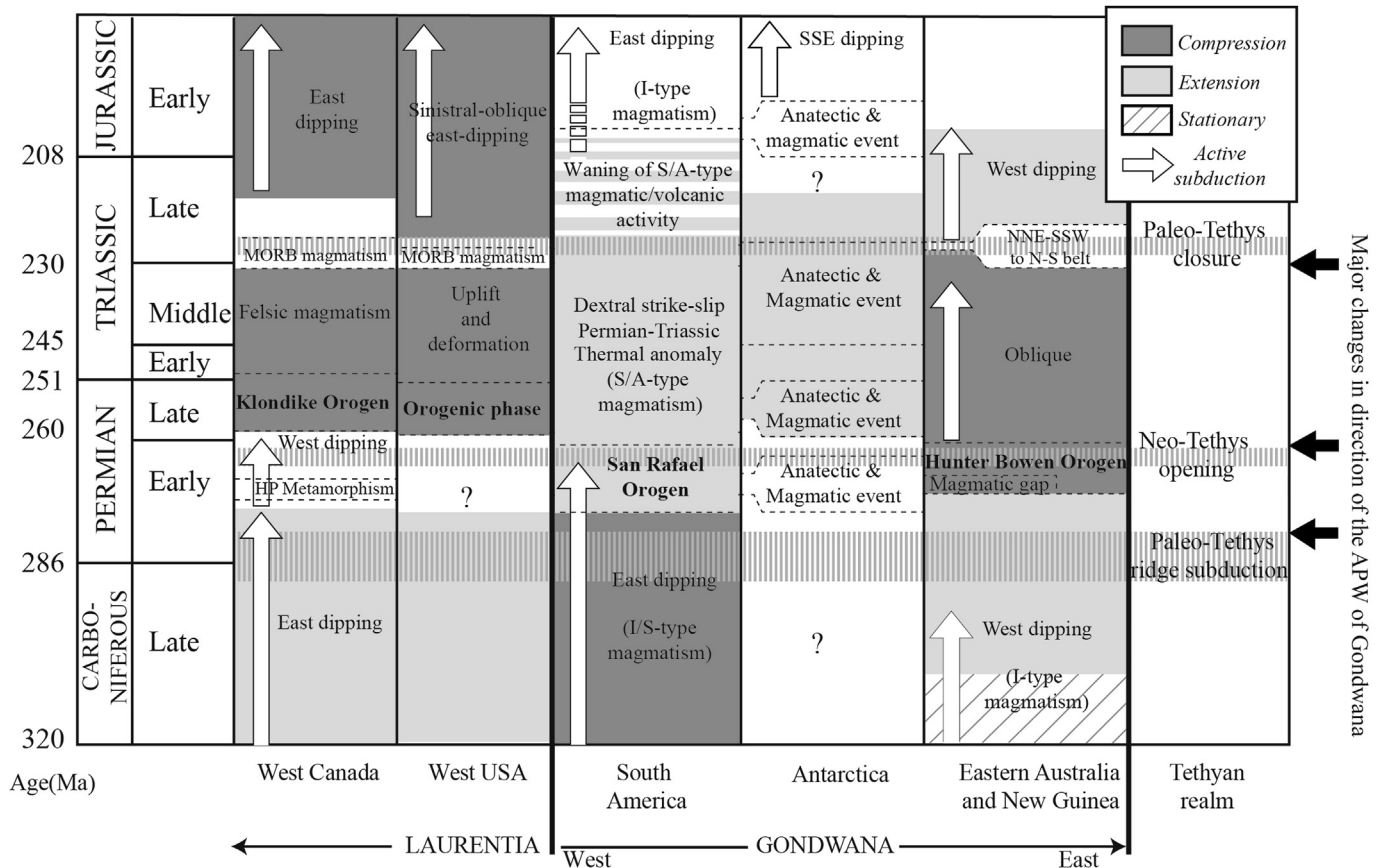 JURASSIC
Early
208
TRIASSIC
Late
230
Middle
245
Early
251
PERMIAN
Late
260
Early
286
CARBO-
NIFEROUS
Late
320
Age(Ma)
East
dipping
MORB magmatism
Felsic magmatism
Klondike Orogen
West dipping
HP Metamorphism
East dipping
West Canada
Sinistral-oblique
east-dipping
MORB magmatism
Uplift
and
deformation
Orogenic phase
?
West USA
East dipping
(I-type
magmatism)
Waning of S/A-type
magmatic/volcanic
activity
Dextral strike-slip
Permian-Triassic
Thermal anomaly
(S/A-type
magmatism)
San Rafael
Orogen
East dipping
(I/S-type
magmatism)
South
America
SSE dipping
Anatectic &
magmatic event
?
Anatectic &
Magmatic event
Anatectic &
Magmatic event
Anatectic &
Magmatic event
?
Antarctica
West dipping
NNE-SSW
to N-S belt
Oblique
Hunter Bowen Orogen
Magmatic gap
West dipping
(I-type
magmatism)
Eastern Australia
and New Guinea
Paleo-Tethys
closure
Neo-Tethys
opening
Paleo-Tethys
ridge subduction
Tethyan
realm
Compression
Extension
Stationary
Active
subduction
Major changes in direction of the APW of Gondwana
LAURENTIA
GONDWANA
West
East